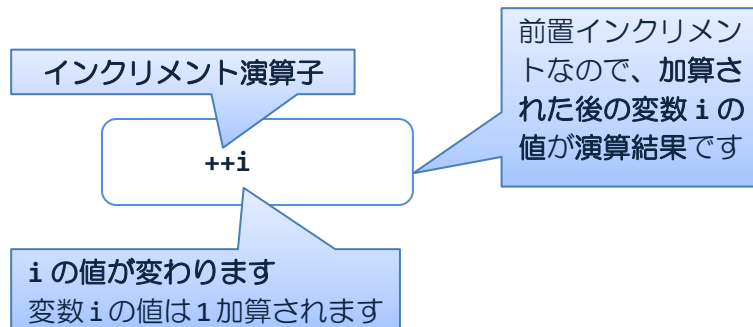 インクリメント演算子
前置インクリメン
トなので、加算さ
れた後の変数 i の
値が演算結果です
++i
i の値が変わります
変数 i の値は 1 加算されます